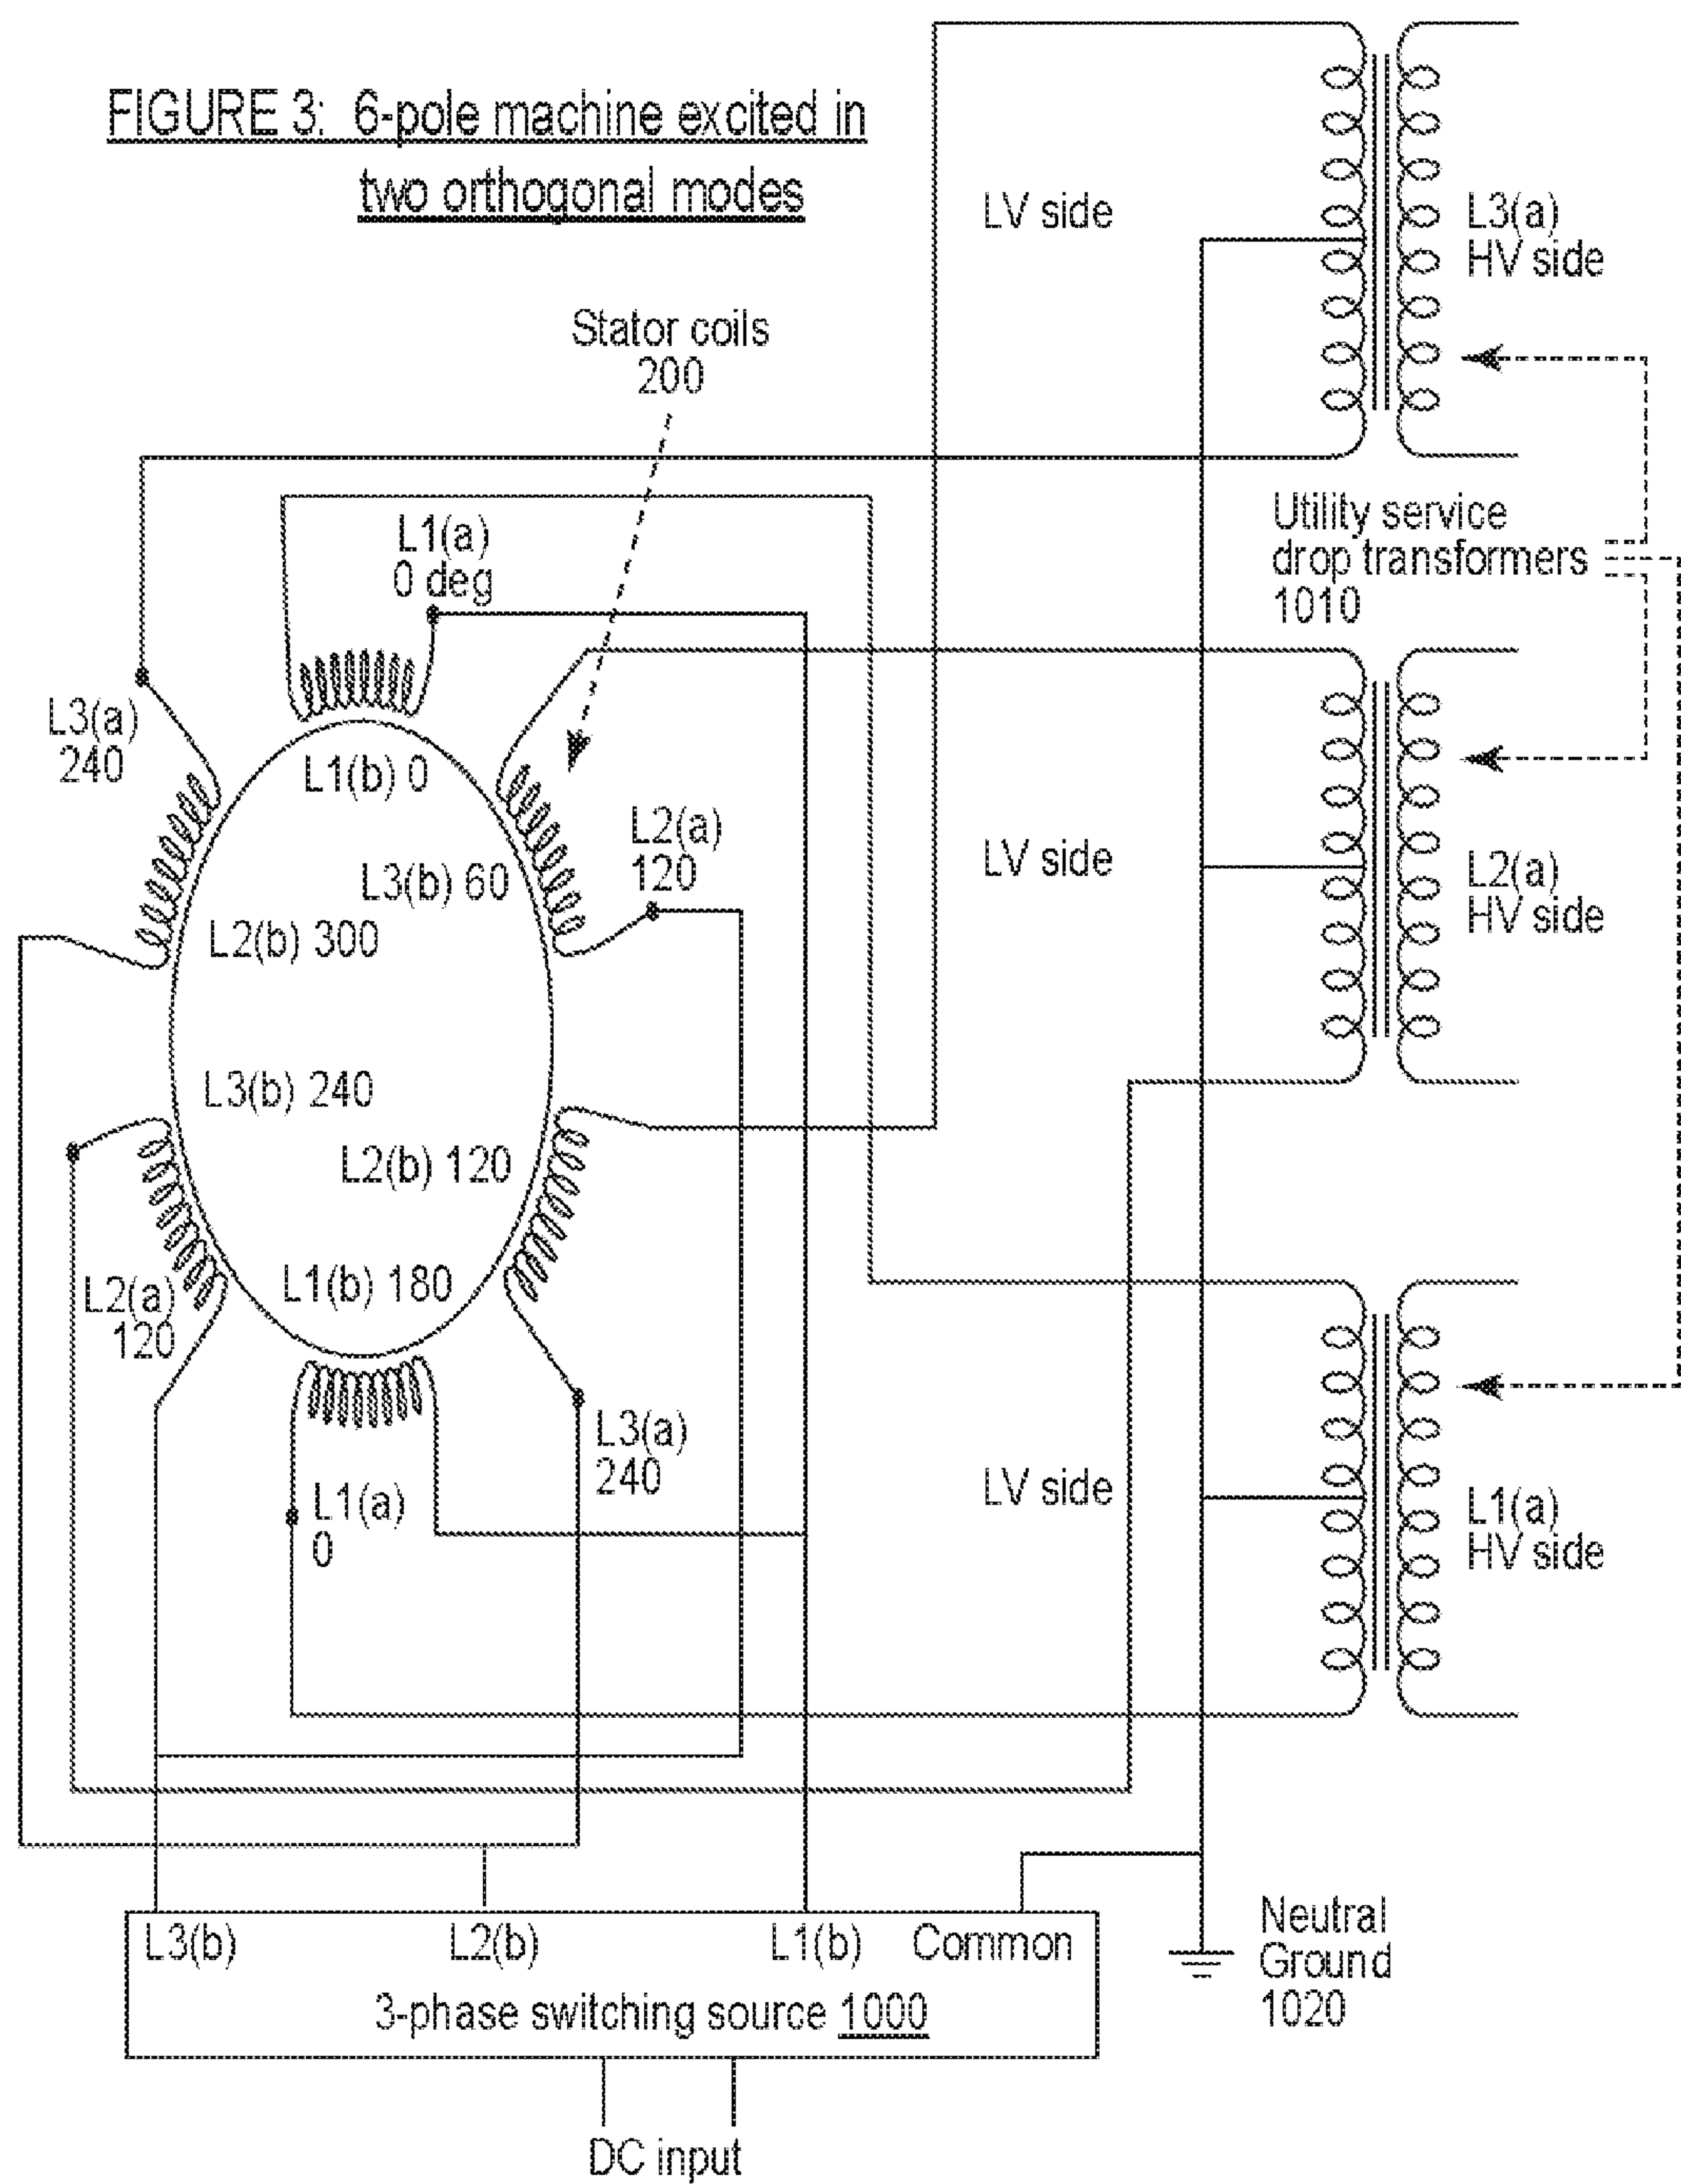 FIGURE 3: 6-pole machine excited in
two orthogonal modes
LV side
L3(a)
HV side
Stator coils
200
Utility service
drop transformers
1010
L1(a)
0 deg
L3(a)
240
L1(b) 0
L2(a)
120
L3(b) 60
L2(b) 300
LV side
L2(a)
HV side
L3(b) 240
L2(b) 120
L1(b) 180
L2(a)
120
L3(a)
240
L1(a)
0
LV side
L1(a)
HV side
L3(b)
L2(b)
L1(b)
Common
3-phase switching source 1000
Neutral
Ground
1020
DC input